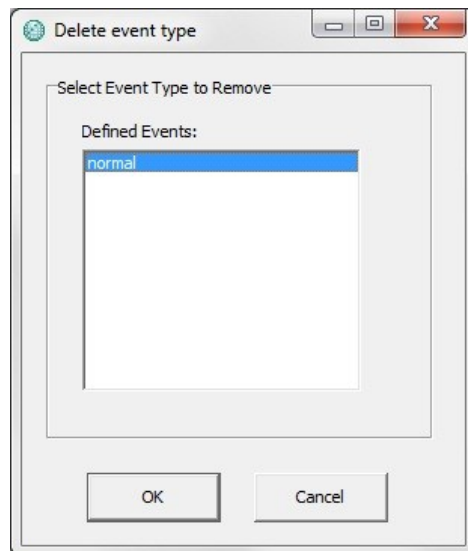 Delete event type
Select Event Type to Remove
Defined Events:
normal
OK
Cancel